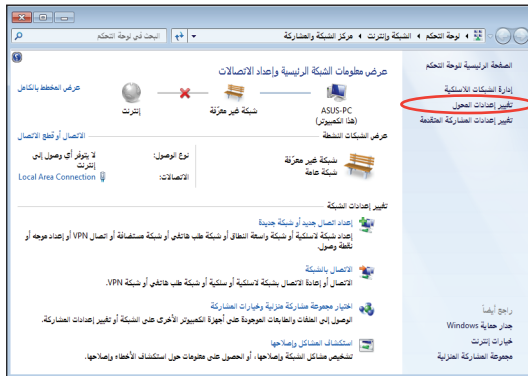 لوحة التحكم ◂ الشبكة وإنترنت ◂ مركز الشبكة والمشاركة
البحث في لوحة التحكم
الصفحة الرئيسية للوحة التحكم
إدارة الشبكات اللاسلكية
تغيير إعدادات المحول
تغيير إعدادات المشاركة المتقدمة
عرض معلومات الشبكة الرئيسية وإعداد الاتصالات
عرض المخطط بالكامل
ASUS-PC
(هذا الكمبيوتر)
شبكة غير معرّفة
إنترنت
عرض الشبكات النشطة
الاتصال أو قطع الاتصال
شبكة غير معرّفة
شبكة عامة
نوع الوصول:
لا يتوفر أي وصول إلى
إنترنت
الاتصالات:
Local Area Connection
تغيير إعدادات الشبكة
إعداد اتصال جديد أو شبكة جديدة
إعداد شبكة لاسلكية أو شبكة واسعة النطاق أو شبكة طلب هاتفي أو شبكة مستضافة أو اتصال VPN أو إعداد موجه أو
نقطة وصول.
الاتصال بالشبكة
الاتصال أو إعادة الاتصال بشبكة لاسلكية أو سلكية أو شبكة طلب هاتفي أو شبكة VPN.
اختيار مجموعة مشاركة منزلية وخيارات المشاركة
الوصول إلى الملفات والطابعات الموجودة على أجهزة الكمبيوتر الأخرى على الشبكة أو تغيير إعدادات المشاركة.
استكشاف المشاكل وإصلاحها
تشخيص مشاكل الشبكة وإصلاحها، أو الحصول على معلومات حول استكشاف الأخطاء وإصلاحها.
راجع أيضاً
جدار حماية Windows
خيارات إنترنت
مجموعة المشاركة المنزلية